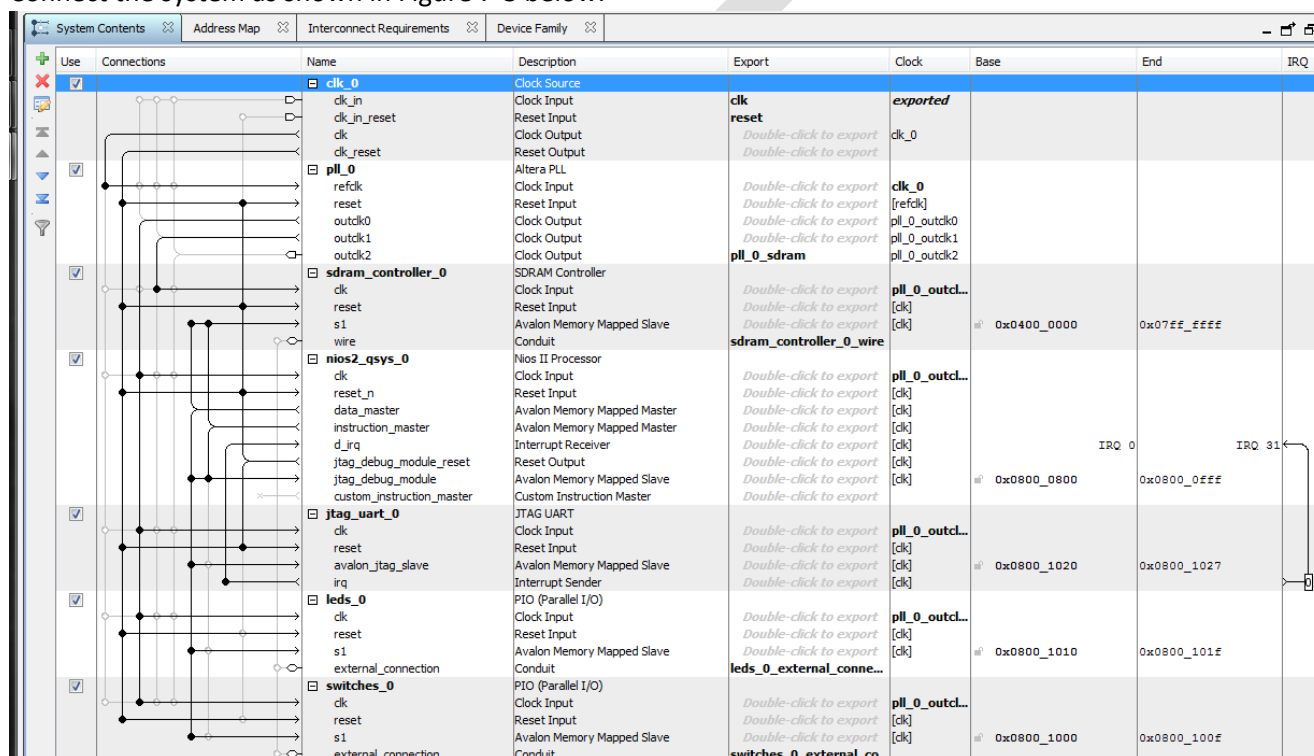 Connect the system as shown in Figure 7-5 below.
System Contents Address Map Interconnect Requirements Device Family
Use Connections Name Description Export Clock Base End IRQ
clk_0 Clock Source
clk_in Clock Input clk exported
clk_in_reset Reset Input reset
clk Clock Output Double-click to export clk_0
clk_reset Reset Output Double-click to export
pll_0 Altera PLL
refclk Clock Input Double-click to export clk_0
reset Reset Input Double-click to export [refclk]
outclk0 Clock Output Double-click to export pll_0_outclk0
outclk1 Clock Output Double-click to export pll_0_outclk1
outclk2 Clock Output pll_0_sdram pll_0_outclk2
sdram_controller_0 SDRAM Controller
clk Clock Input Double-click to export pll_0_outcl...
reset Reset Input Double-click to export [clk]
s1 Avalon Memory Mapped Slave Double-click to export [clk] 0x0400_0000 0x07ff_ffff
wire Conduit sdram_controller_0_wire
nios2_qsys_0 Nios II Processor
clk Clock Input Double-click to export pll_0_outcl...
reset_n Reset Input Double-click to export [clk]
data_master Avalon Memory Mapped Master Double-click to export [clk]
instruction_master Avalon Memory Mapped Master Double-click to export [clk]
d_irq Interrupt Receiver Double-click to export [clk] IRQ 0 IRQ 31
jtag_debug_module_reset Reset Output Double-click to export [clk]
jtag_debug_module Avalon Memory Mapped Slave Double-click to export [clk] 0x0800_0800 0x0800_0fff
custom_instruction_master Custom Instruction Master Double-click to export
jtag_uart_0 JTAG UART
clk Clock Input Double-click to export pll_0_outcl...
reset Reset Input Double-click to export [clk]
avalon_jtag_slave Avalon Memory Mapped Slave Double-click to export [clk] 0x0800_1020 0x0800_1027
irq Interrupt Sender Double-click to export [clk] 0
leds_0 PIO (Parallel I/O)
clk Clock Input Double-click to export pll_0_outcl...
reset Reset Input Double-click to export [clk]
s1 Avalon Memory Mapped Slave Double-click to export [clk] 0x0800_1010 0x0800_101f
external_connection Conduit leds_0_external_conne...
switches_0 PIO (Parallel I/O)
clk Clock Input Double-click to export pll_0_outcl...
reset Reset Input Double-click to export [clk]
s1 Avalon Memory Mapped Slave Double-click to export [clk] 0x0800_1000 0x0800_100f
external_connection Conduit switches_0_external_co